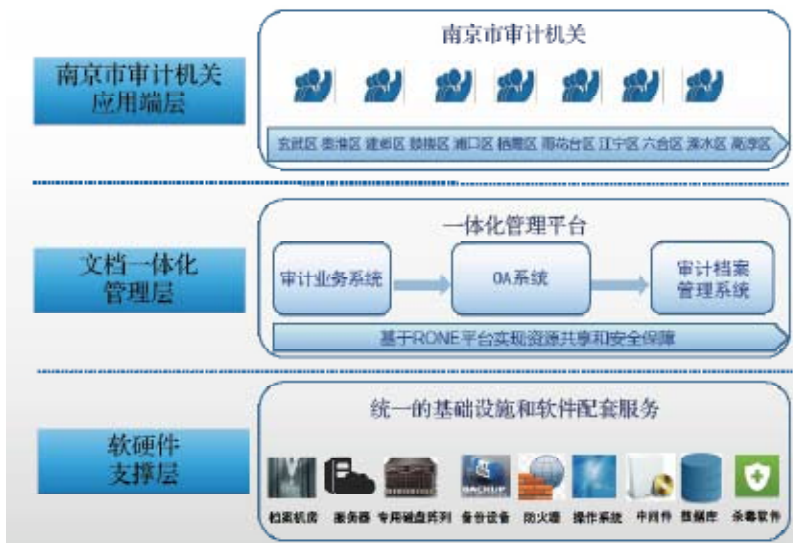 南京市审计机关
南京市审计机关
应用端层
玄武区 秦淮区 建邺区 鼓楼区 浦口区 栖霞区 雨花台区 江宁区 六合区 溧水区 高淳区
一体化管理平台
文档一体化
管理层
审计业务系统
OA系统
审计档案
管理系统
基于RONE平台实现资源共享和安全保障
统一的基础设施和软件配套服务
软硬件
支撑层
BACKUP
档案机房 服务器 专用磁盘阵列 备份设备 防火墙 操作系统 中间件 数据库 杀毒软件